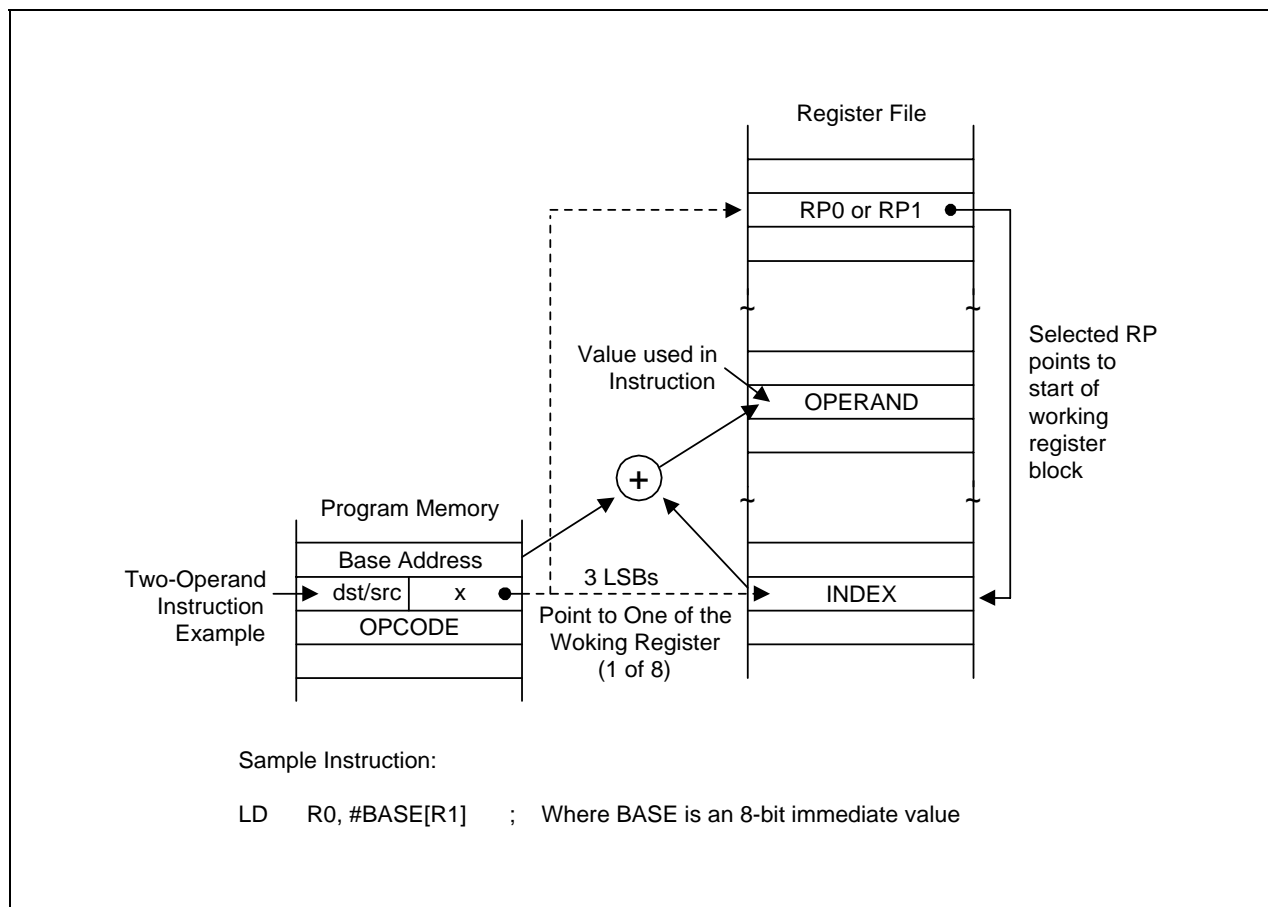 Register File
RP0 or RP1
Selected RP
points to
start of
working
register
block
Value used in
Instruction
OPERAND
+
Program Memory
Base Address
Two-Operand
Instruction
Example
dst/src
x
3 LSBs
INDEX
OPCODE
Point to One of the
Woking Register
(1 of 8)
Sample Instruction:
LD R0, #BASE[R1] ; Where BASE is an 8-bit immediate value